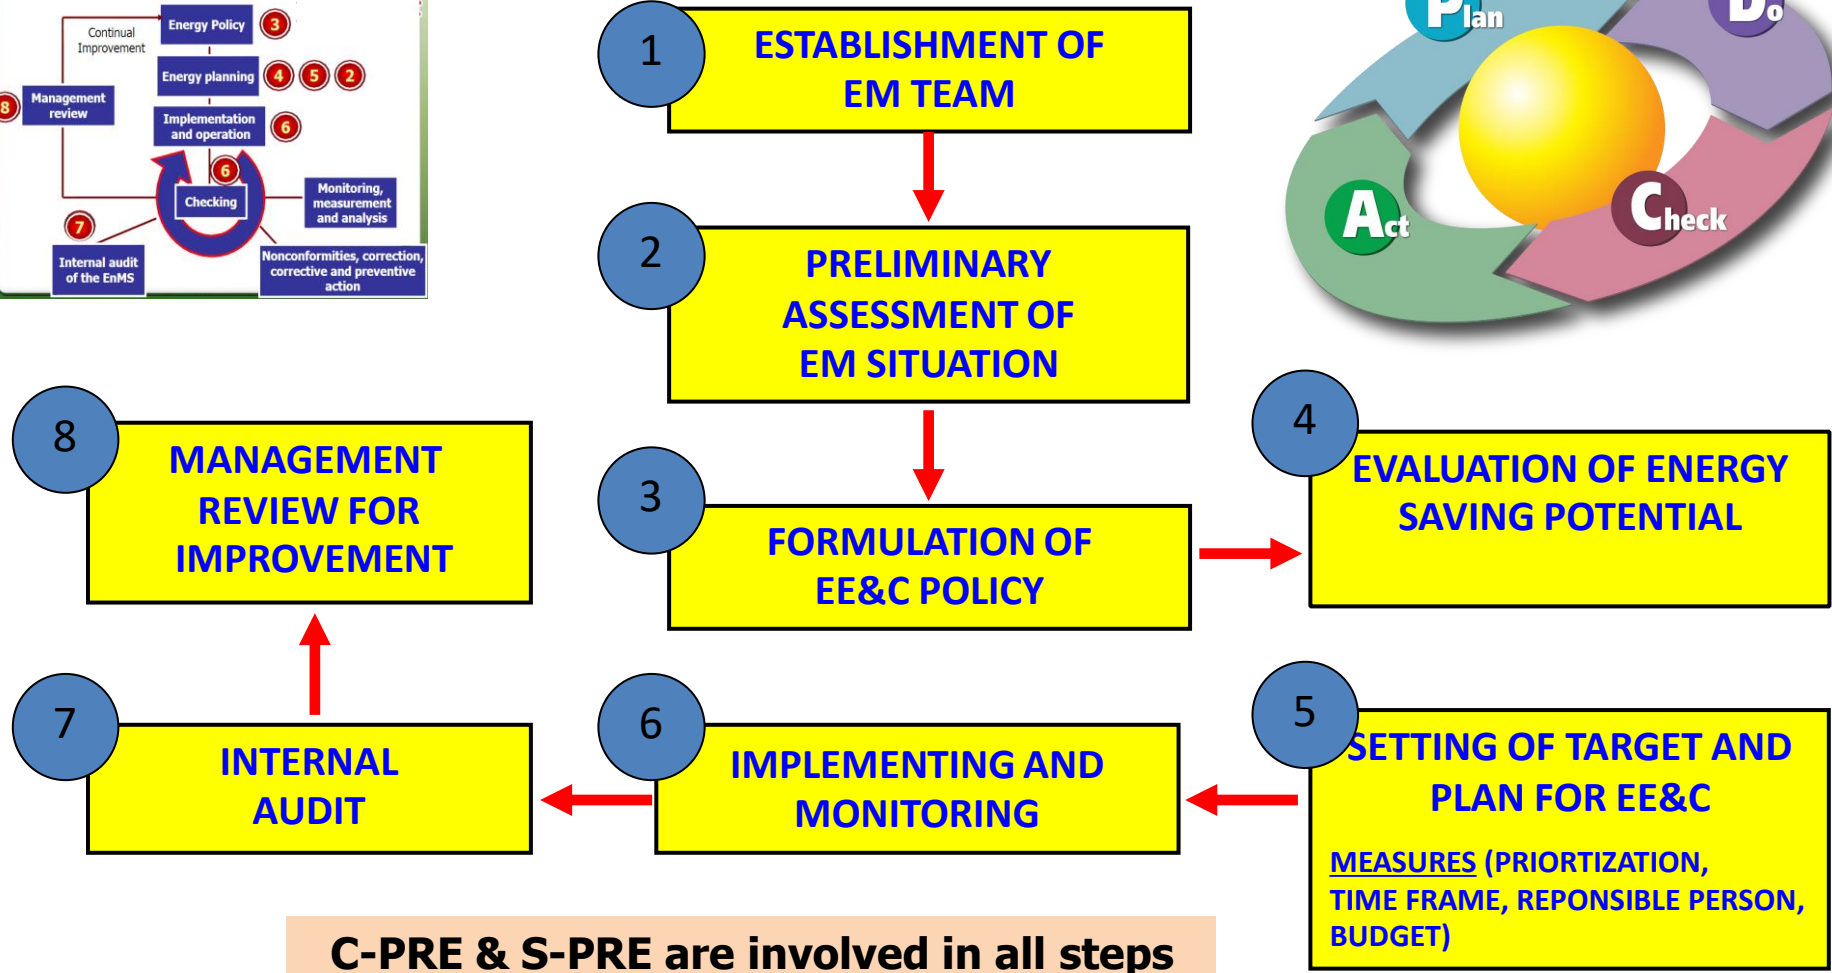 Continual
Improvement
Energy Policy
3
Energy planning
4
5
2
8
Management
review
Implementation
and operation
6
6
Checking
Monitoring,
measurement
and analysis
7
Internal audit
of the EnMS
Nonconformities, correction,
corrective and preventive
action
1
ESTABLISHMENT OF
EM TEAM
Plan
Do
Act
Check
2
PRELIMINARY
ASSESSMENT OF
EM SITUATION
3
FORMULATION OF
EE&C POLICY
4
EVALUATION OF ENERGY
SAVING POTENTIAL
8
MANAGEMENT
REVIEW FOR
IMPROVEMENT
7
INTERNAL
AUDIT
6
IMPLEMENTING AND
MONITORING
5
SETTING OF TARGET AND
PLAN FOR EE&C
MEASURES (PRIORTIZATION,
TIME FRAME, REPONSIBLE PERSON,
BUDGET)
C-PRE & S-PRE are involved in all steps